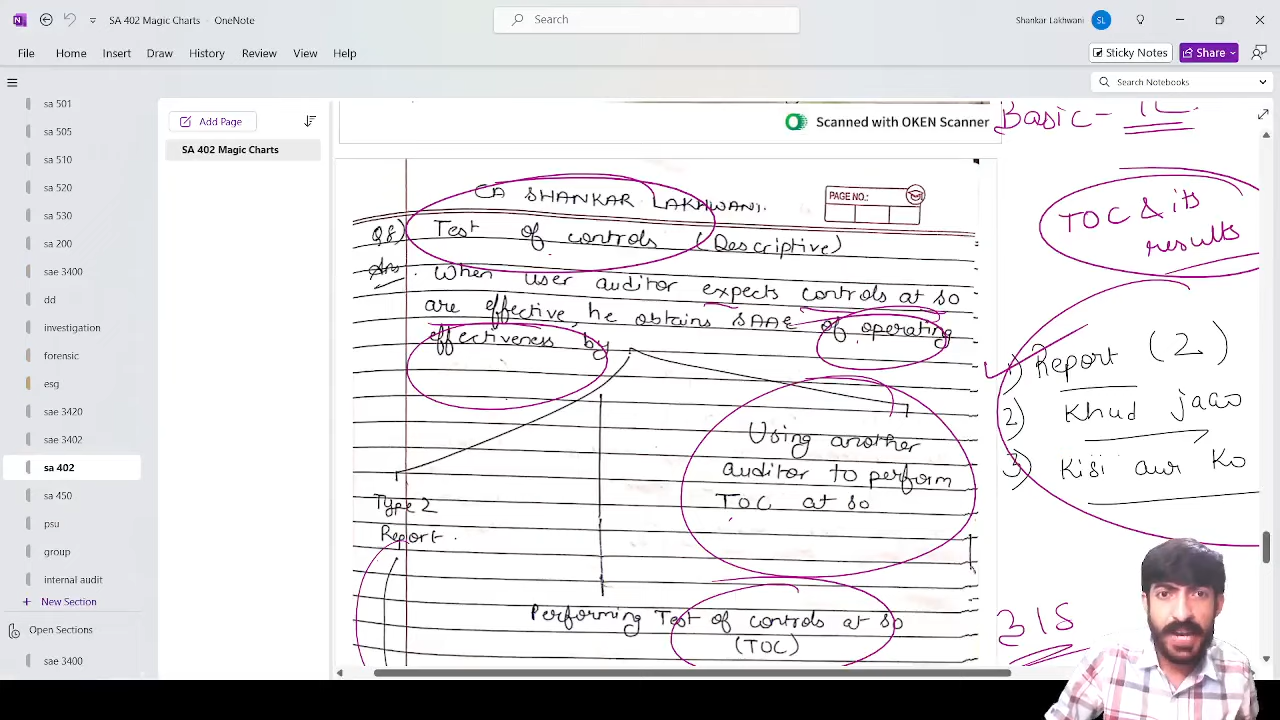 SA 402 Magic Charts - OneNote
Search
Shankar Lakhwani
SL
File Home Insert Draw History Review View Help
Sticky Notes
Share
Search Notebooks
sa 501
sa 505
sa 510
sa 520
sa 530
sa 200
sae 3400
dd
investigation
forensic
esg
sae 3420
sae 3402
sa 402
sa 450
psu
group
internal audit
New Section
Open Sections
sae 3400
Add Page
SA 402 Magic Charts
Scanned with OKEN Scanner
CA SHANKAR LAKHWANI.
PAGE NO.:
Q8) Test of controls (Descriptive)
Ans. When user auditor expects controls at SO
are effective, he obtains SAAE of operating
effectiveness by
Using another
auditor to perform
TOC at SO
Type 2
Report.
Performing Test of controls at SO
(TOC)
Basic-
TOC & its
results
1) Report (2)
2) Khud jaao
3) Kisi aur Ko
315